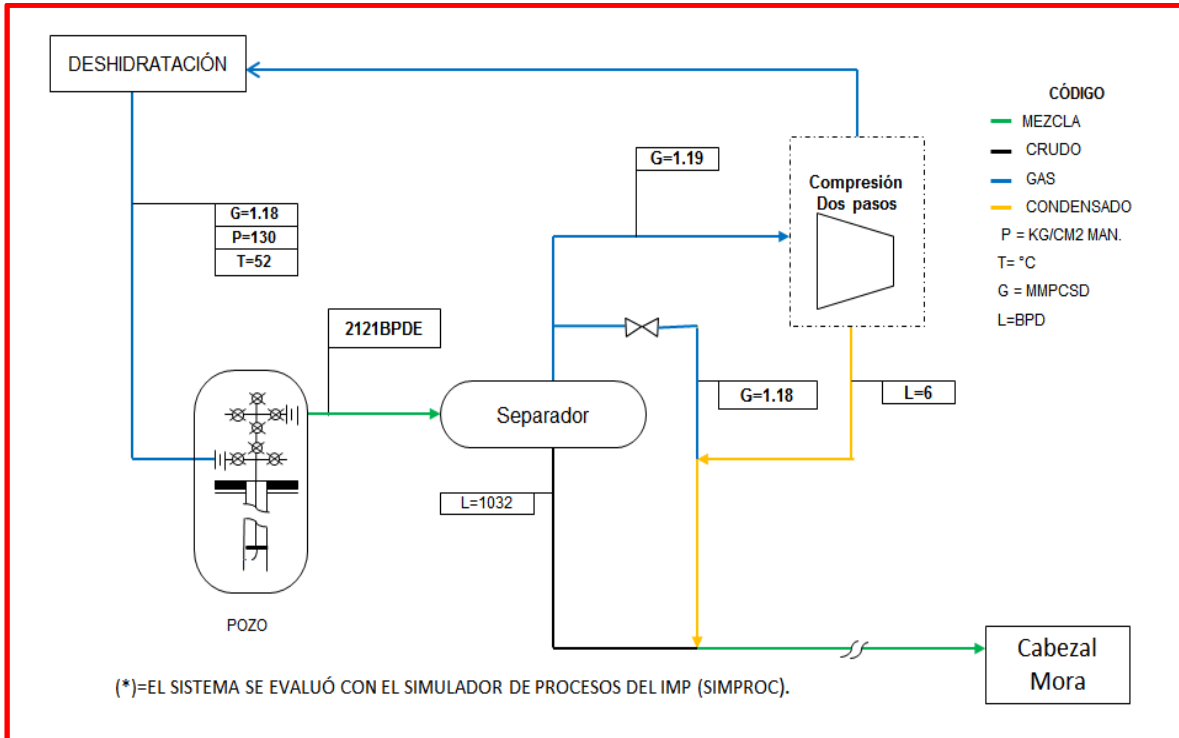 DESHIDRATACIÓN
CÓDIGO
MEZCLA
CRUDO
GAS
CONDENSADO
P = KG/CM2 MAN.
T= °C
G = MMPCSD
L=BPD
G=1.19
Compresión
Dos pasos
G=1.18
P=130
T=52
2121BPDE
Separador
G=1.18
L=6
L=1032
POZO
Cabezal
Mora
(*)=EL SISTEMA SE EVALUÓ CON EL SIMULADOR DE PROCESOS DEL IMP (SIMPROC).